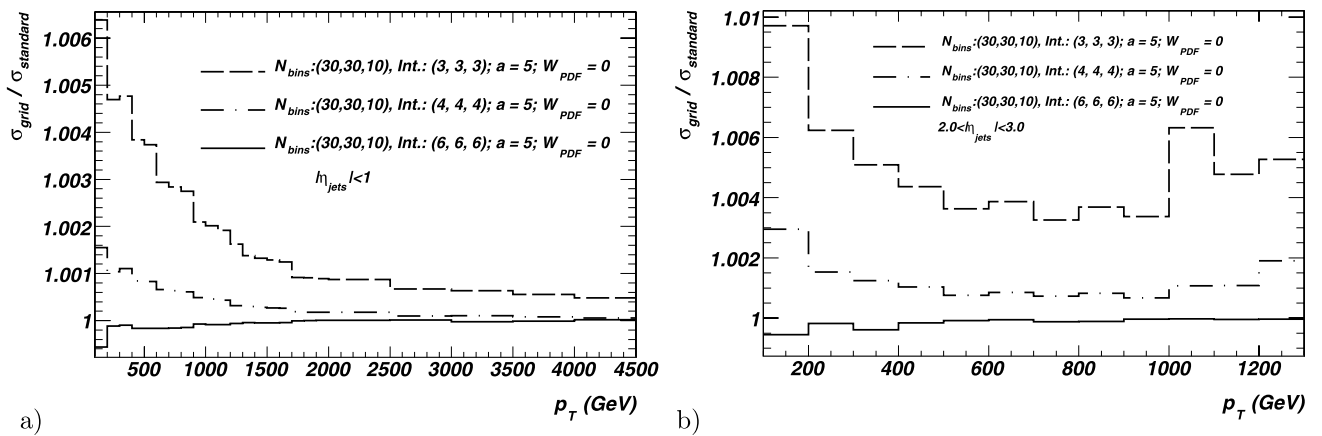 σgrid / σstandard
1.006
1.005
1.004
1.003
1.002
1.001
1
500 1000 1500 2000 2500 3000 3500 4000 4500
pT (GeV)
Nbins:(30,30,10), Int.: (3, 3, 3); a = 5; WPDF = 0
Nbins:(30,30,10), Int.: (4, 4, 4); a = 5; WPDF = 0
Nbins:(30,30,10), Int.: (6, 6, 6); a = 5; WPDF = 0
|ηjets|<1
a)
σgrid / σstandard
1.01
1.008
1.006
1.004
1.002
1
200 400 600 800 1000 1200
pT (GeV)
Nbins:(30,30,10), Int.: (3, 3, 3); a = 5; WPDF = 0
Nbins:(30,30,10), Int.: (4, 4, 4); a = 5; WPDF = 0
Nbins:(30,30,10), Int.: (6, 6, 6); a = 5; WPDF = 0
2.0<|ηjets|<3.0
b)